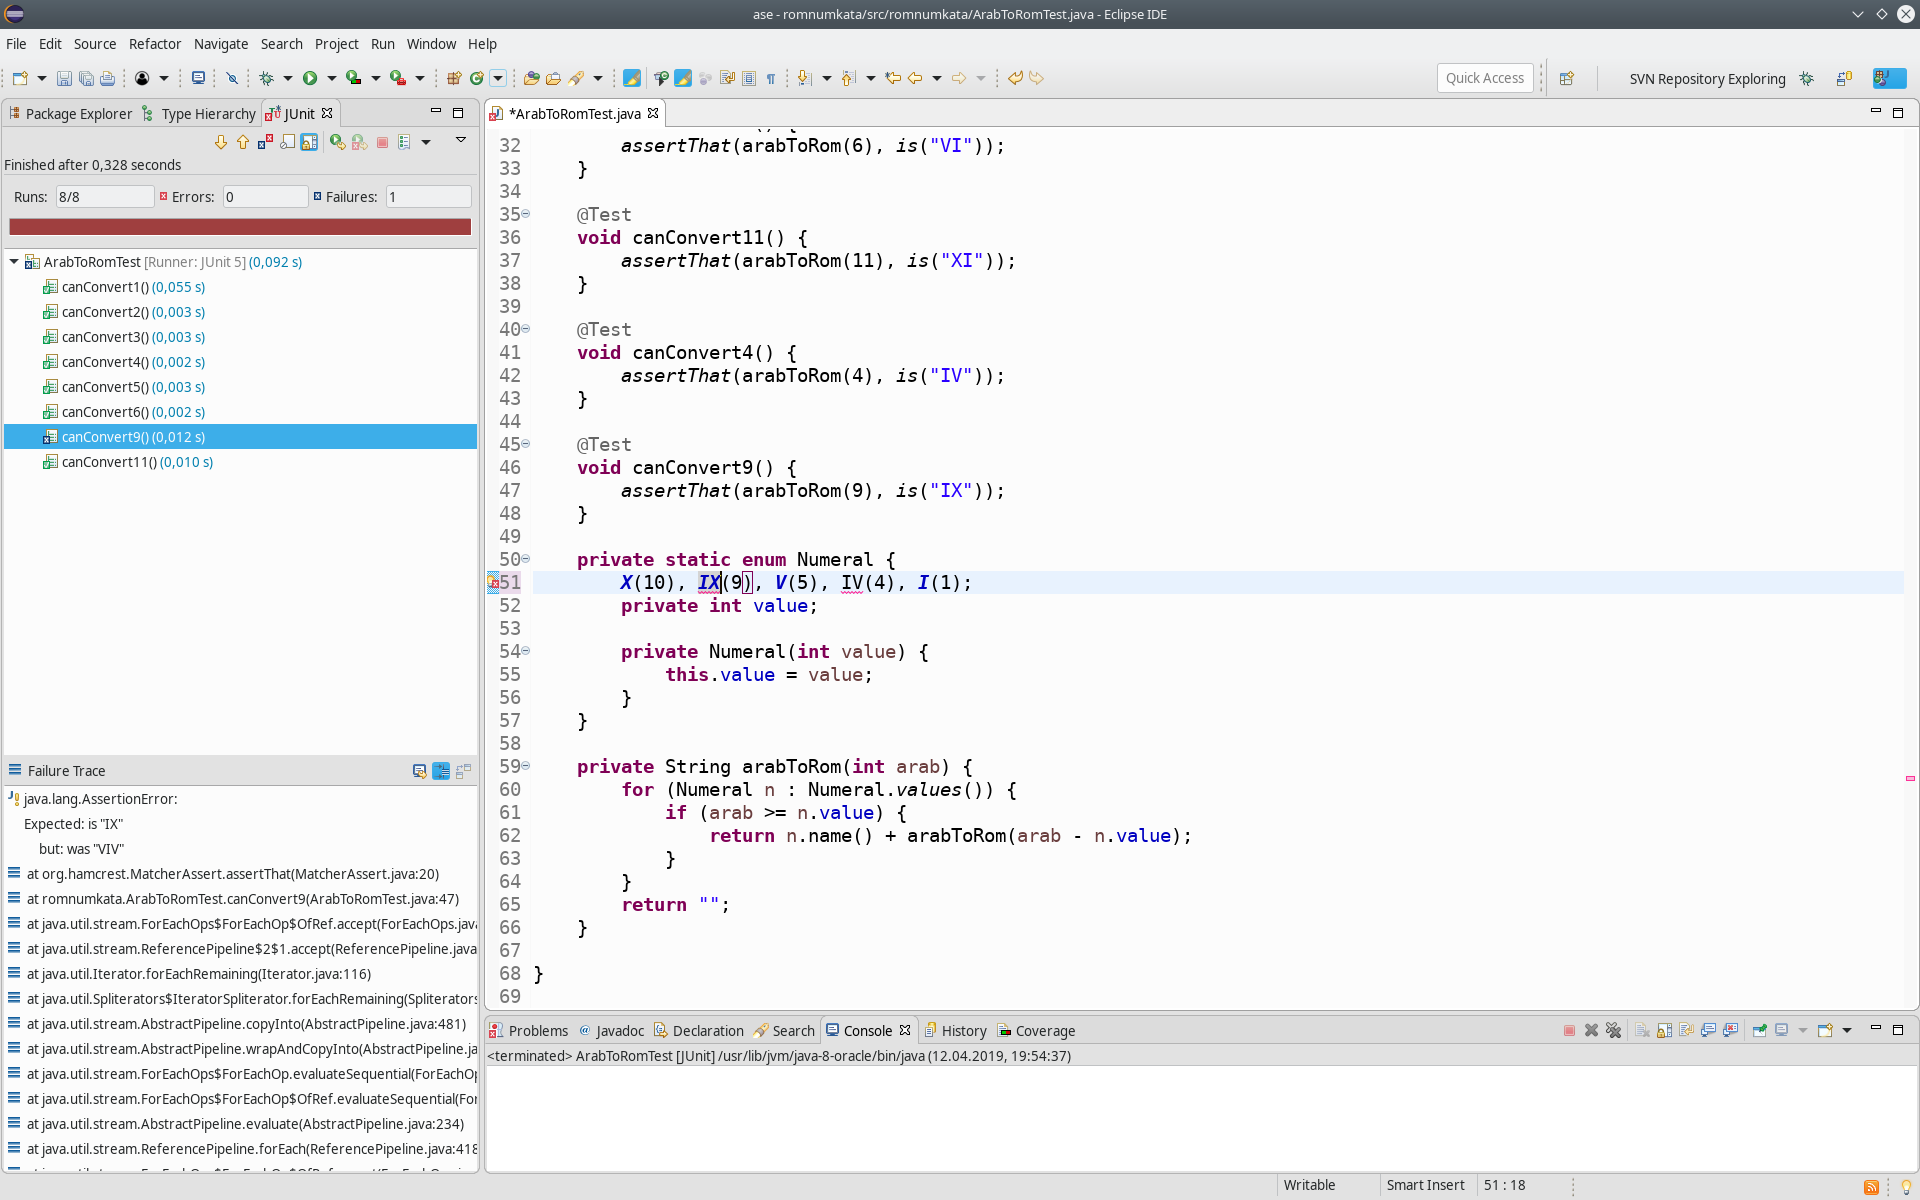 ase - romnumkata/src/romnumkata/ArabToRomTest.java - Eclipse IDE
File Edit Source Refactor Navigate Search Project Run Window Help
Quick Access
SVN Repository Exploring
Package Explorer Type Hierarchy JUnit
Finished after 0,328 seconds
Runs: 8/8 Errors: 0 Failures: 1
ArabToRomTest [Runner: JUnit 5] (0,092 s)
canConvert1() (0,055 s)
canConvert2() (0,003 s)
canConvert3() (0,003 s)
canConvert4() (0,002 s)
canConvert5() (0,003 s)
canConvert6() (0,002 s)
canConvert9() (0,012 s)
canConvert11() (0,010 s)
Failure Trace
java.lang.AssertionError:
Expected: is "IX"
but: was "VIV"
at org.hamcrest.MatcherAssert.assertThat(MatcherAssert.java:20)
at romnumkata.ArabToRomTest.canConvert9(ArabToRomTest.java:47)
at java.util.stream.ForEachOps$ForEachOp$OfRef.accept(ForEachOps.java
at java.util.stream.ReferencePipeline$2$1.accept(ReferencePipeline.java
at java.util.Iterator.forEachRemaining(Iterator.java:116)
at java.util.Spliterators$IteratorSpliterator.forEachRemaining(Spliterators
at java.util.stream.AbstractPipeline.copyInto(AbstractPipeline.java:481)
at java.util.stream.AbstractPipeline.wrapAndCopyInto(AbstractPipeline.ja
at java.util.stream.ForEachOps$ForEachOp.evaluateSequential(ForEachOp
at java.util.stream.ForEachOps$ForEachOp$OfRef.evaluateSequential(For
at java.util.stream.AbstractPipeline.evaluate(AbstractPipeline.java:234)
at java.util.stream.ReferencePipeline.forEach(ReferencePipeline.java:418
*ArabToRomTest.java
32 assertThat(arabToRom(6), is("VI"));
33 }
34
35 @Test
36 void canConvert11() {
37 assertThat(arabToRom(11), is("XI"));
38 }
39
40 @Test
41 void canConvert4() {
42 assertThat(arabToRom(4), is("IV"));
43 }
44
45 @Test
46 void canConvert9() {
47 assertThat(arabToRom(9), is("IX"));
48 }
49
50 private static enum Numeral {
51 X(10), IX(9), V(5), IV(4), I(1);
52 private int value;
53
54 private Numeral(int value) {
55 this.value = value;
56 }
57 }
58
59 private String arabToRom(int arab) {
60 for (Numeral n : Numeral.values()) {
61 if (arab >= n.value) {
62 return n.name() + arabToRom(arab - n.value);
63 }
64 }
65 return "";
66 }
67
68 }
69
Problems Javadoc Declaration Search Console History Coverage
<terminated> ArabToRomTest [JUnit] /usr/lib/jvm/java-8-oracle/bin/java (12.04.2019, 19:54:37)
Writable Smart Insert 51 : 18